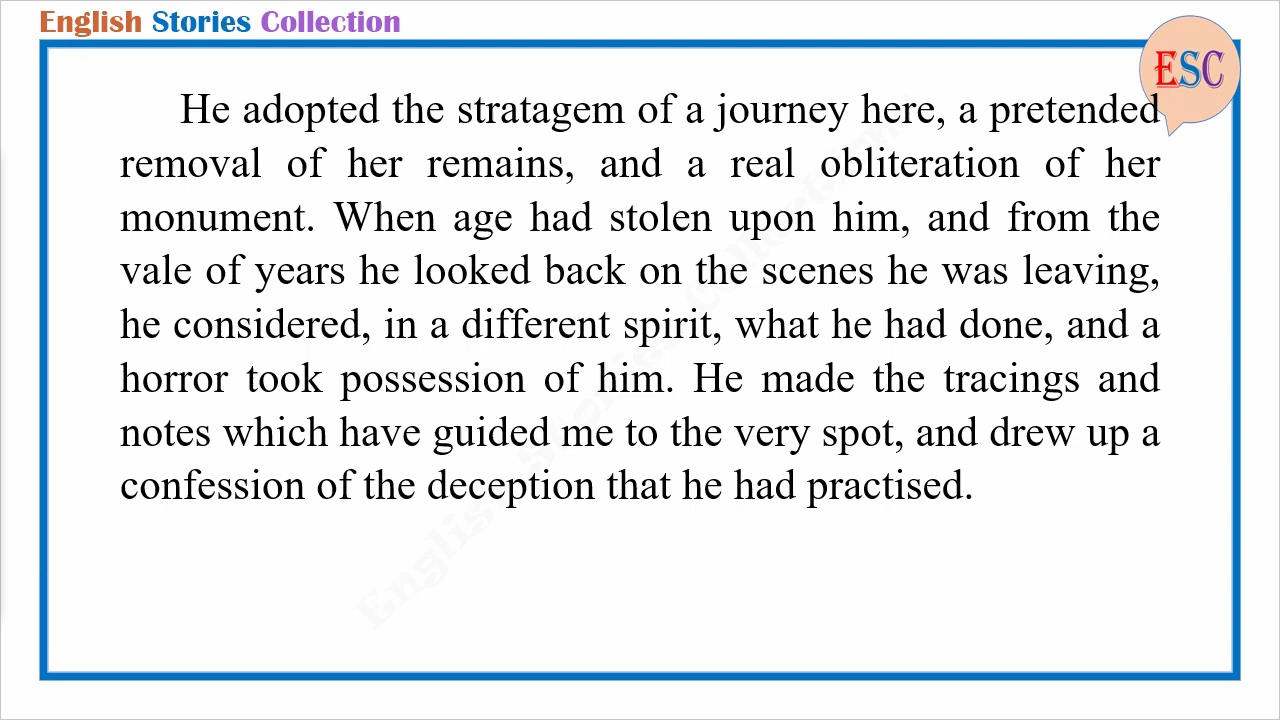 English Stories Collection
ESC
He adopted the stratagem of a journey here, a pretended
removal of her remains, and a real obliteration of her
monument. When age had stolen upon him, and from the
vale of years he looked back on the scenes he was leaving,
he considered, in a different spirit, what he had done, and a
horror took possession of him. He made the tracings and
notes which have guided me to the very spot, and drew up a
confession of the deception that he had practised.
English Stories Collection